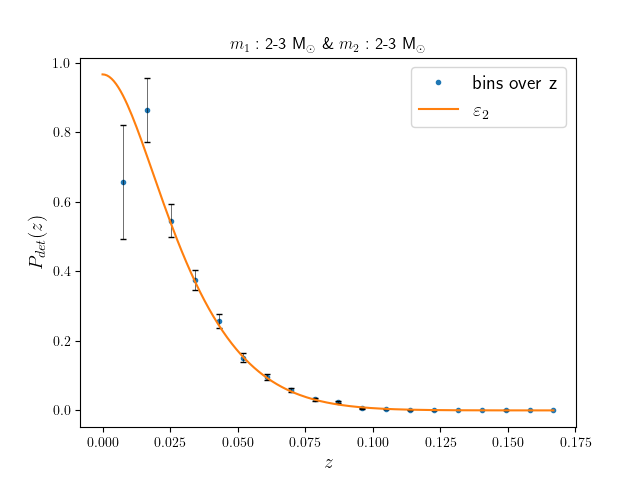 m₁ : 2-3 M⊙ & m₂ : 2-3 M⊙
P_det(z)
1.0
0.8
0.6
0.4
0.2
0.0
bins over z
ε₂
0.000 0.025 0.050 0.075 0.100 0.125 0.150 0.175
z